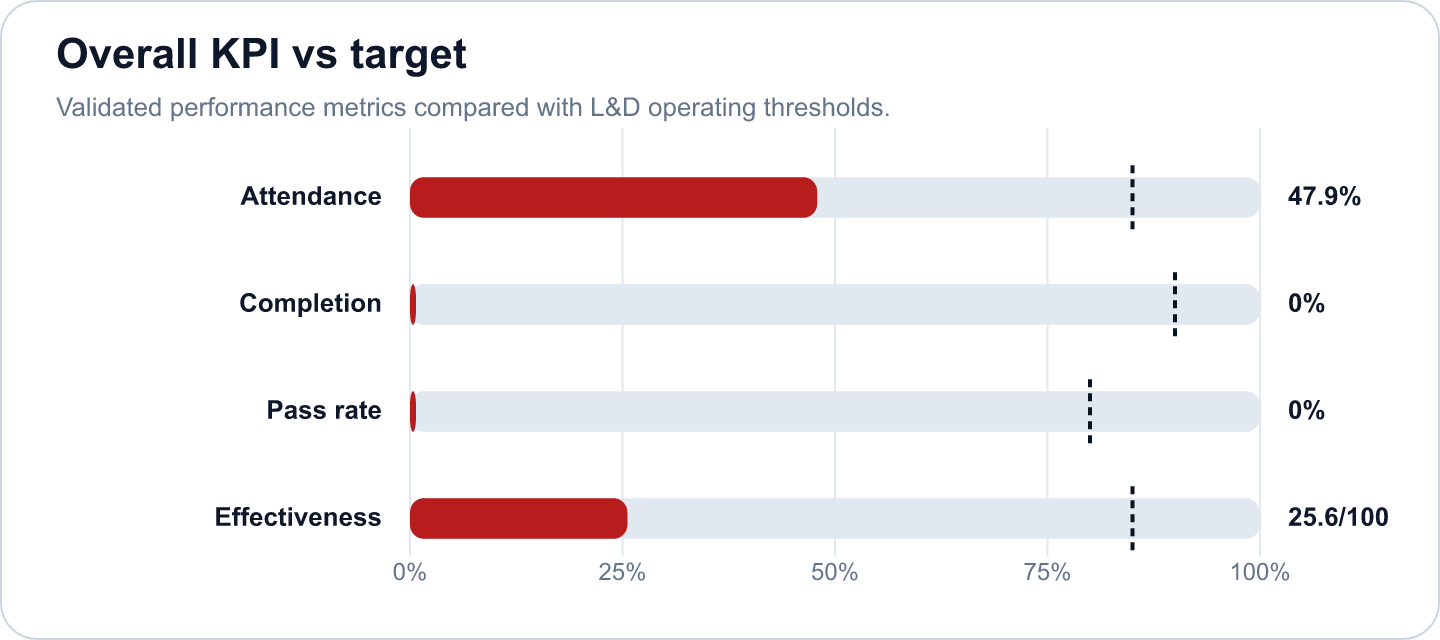 Overall KPI vs target
Validated performance metrics compared with L&D operating thresholds.
Attendance 47.9%
Completion 0%
Pass rate 0%
Effectiveness 25.6/100
0% 25% 50% 75% 100%